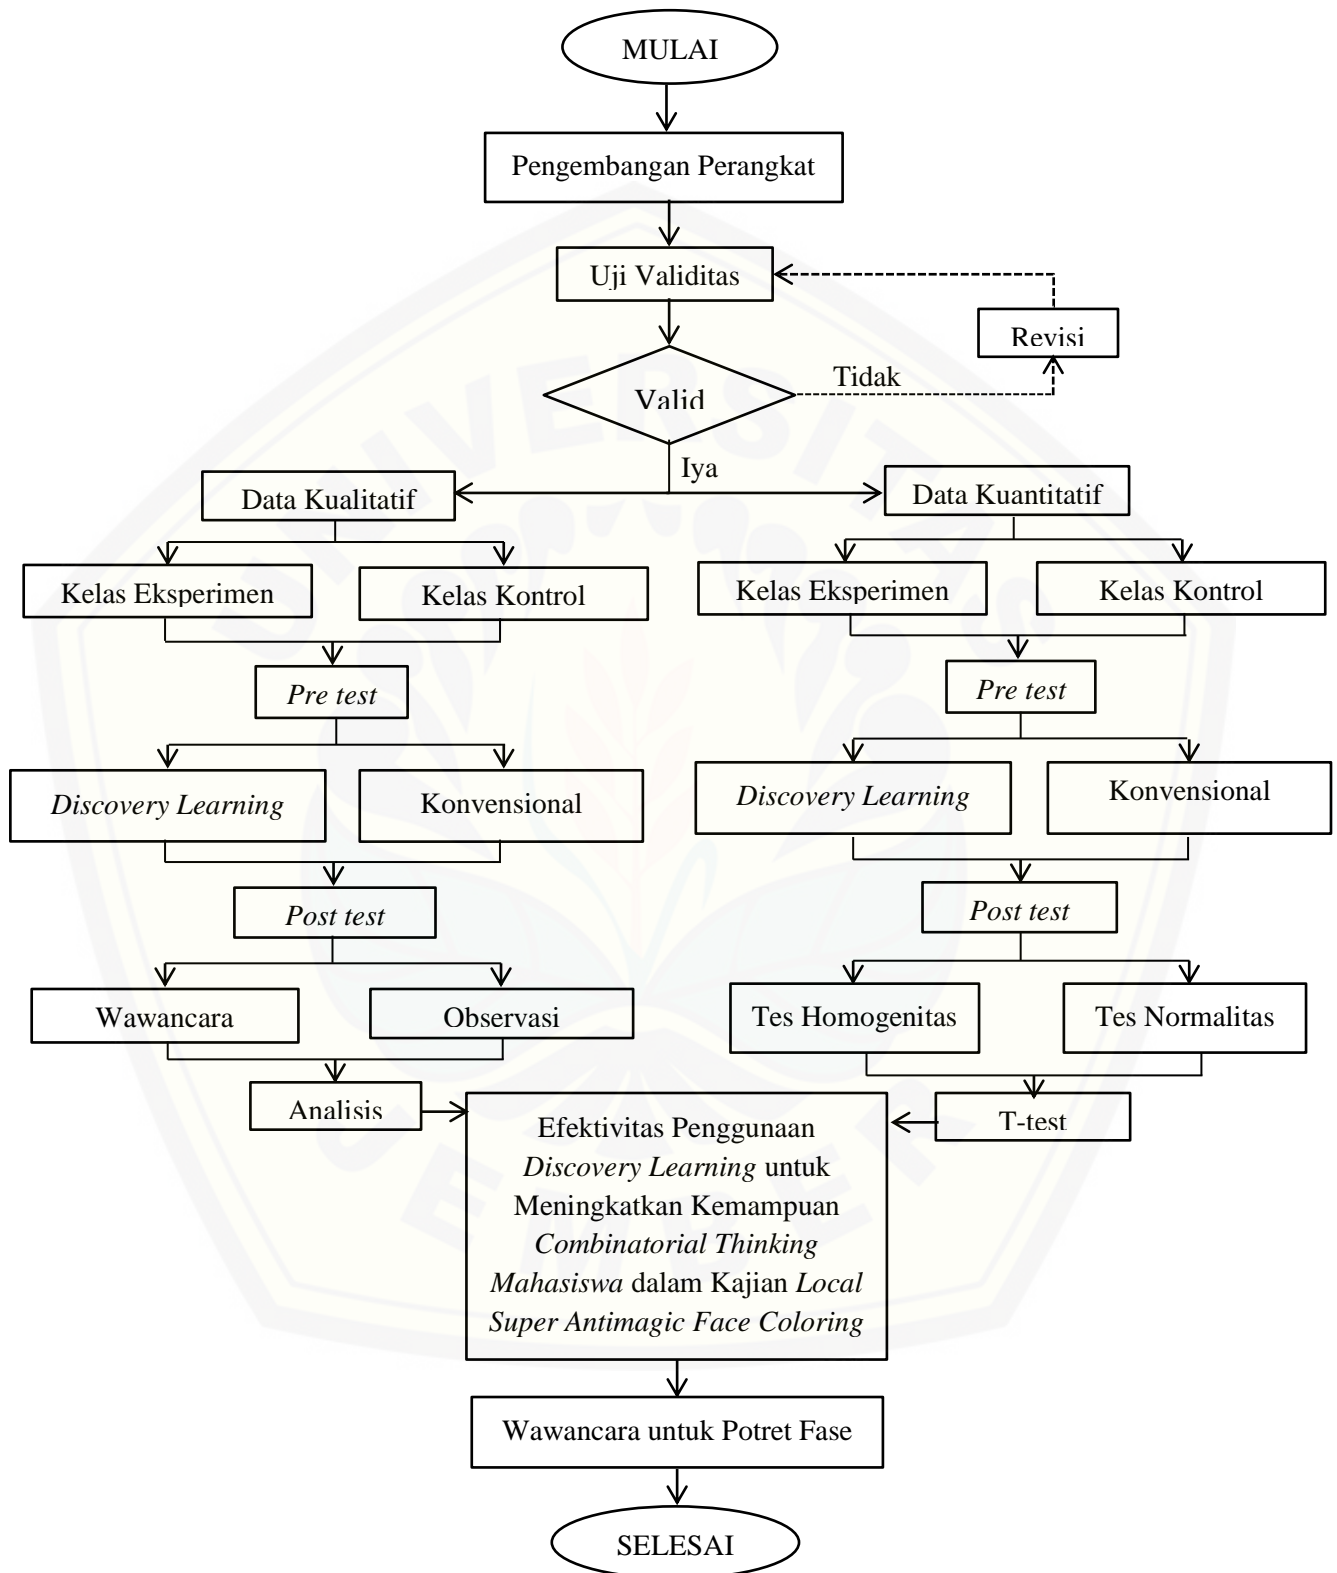 MULAI
Pengembangan Perangkat
Uji Validitas
Revisi
Tidak
Valid
Iya
Data Kualitatif
Data Kuantitatif
Kelas Eksperimen
Kelas Kontrol
Kelas Eksperimen
Kelas Kontrol
Pre test
Pre test
Discovery Learning
Konvensional
Discovery Learning
Konvensional
Post test
Post test
Wawancara
Observasi
Tes Homogenitas
Tes Normalitas
Analisis
T-test
Efektivitas Penggunaan
Discovery Learning untuk
Meningkatkan Kemampuan
Combinatorial Thinking
Mahasiswa dalam Kajian Local
Super Antimagic Face Coloring
Wawancara untuk Potret Fase
SELESAI
UNIVERSITAS
JEMBER